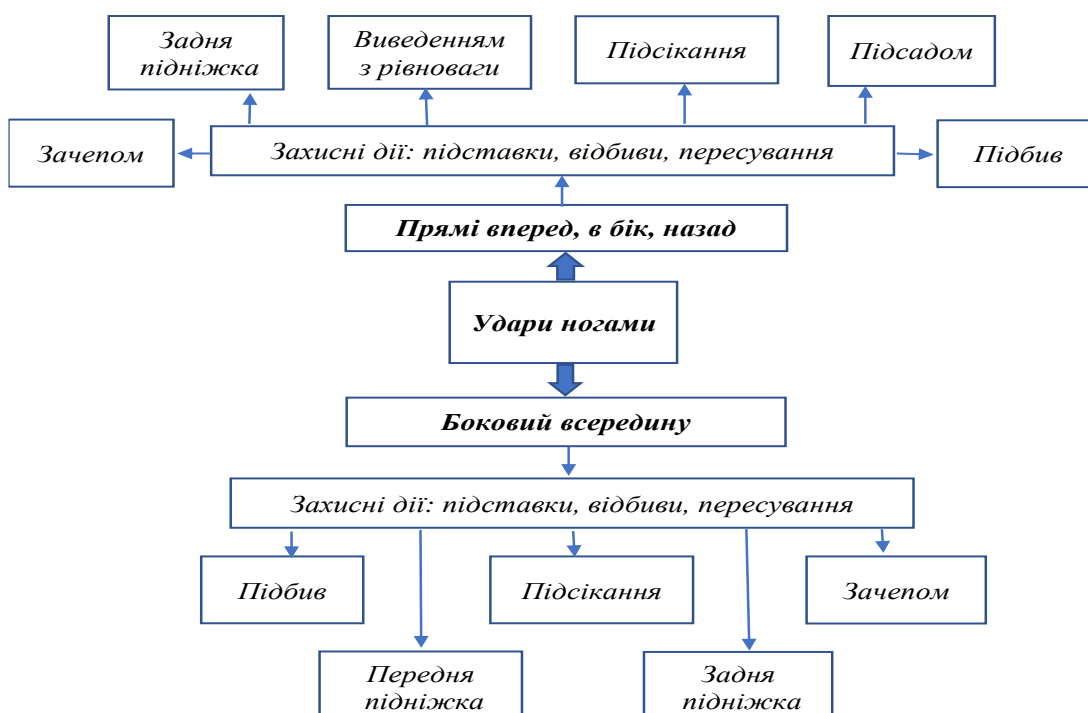 Задня
підніжка
Виведенням
з рівноваги
Підсікання
Підсадом
Зачепом
Захисні дії: підставки, відбиви, пересування
Підбив
Прямі вперед, в бік, назад
Удари ногами
Боковий всередину
Захисні дії: підставки, відбиви, пересування
Підбив
Підсікання
Зачепом
Передня
підніжка
Задня
підніжка